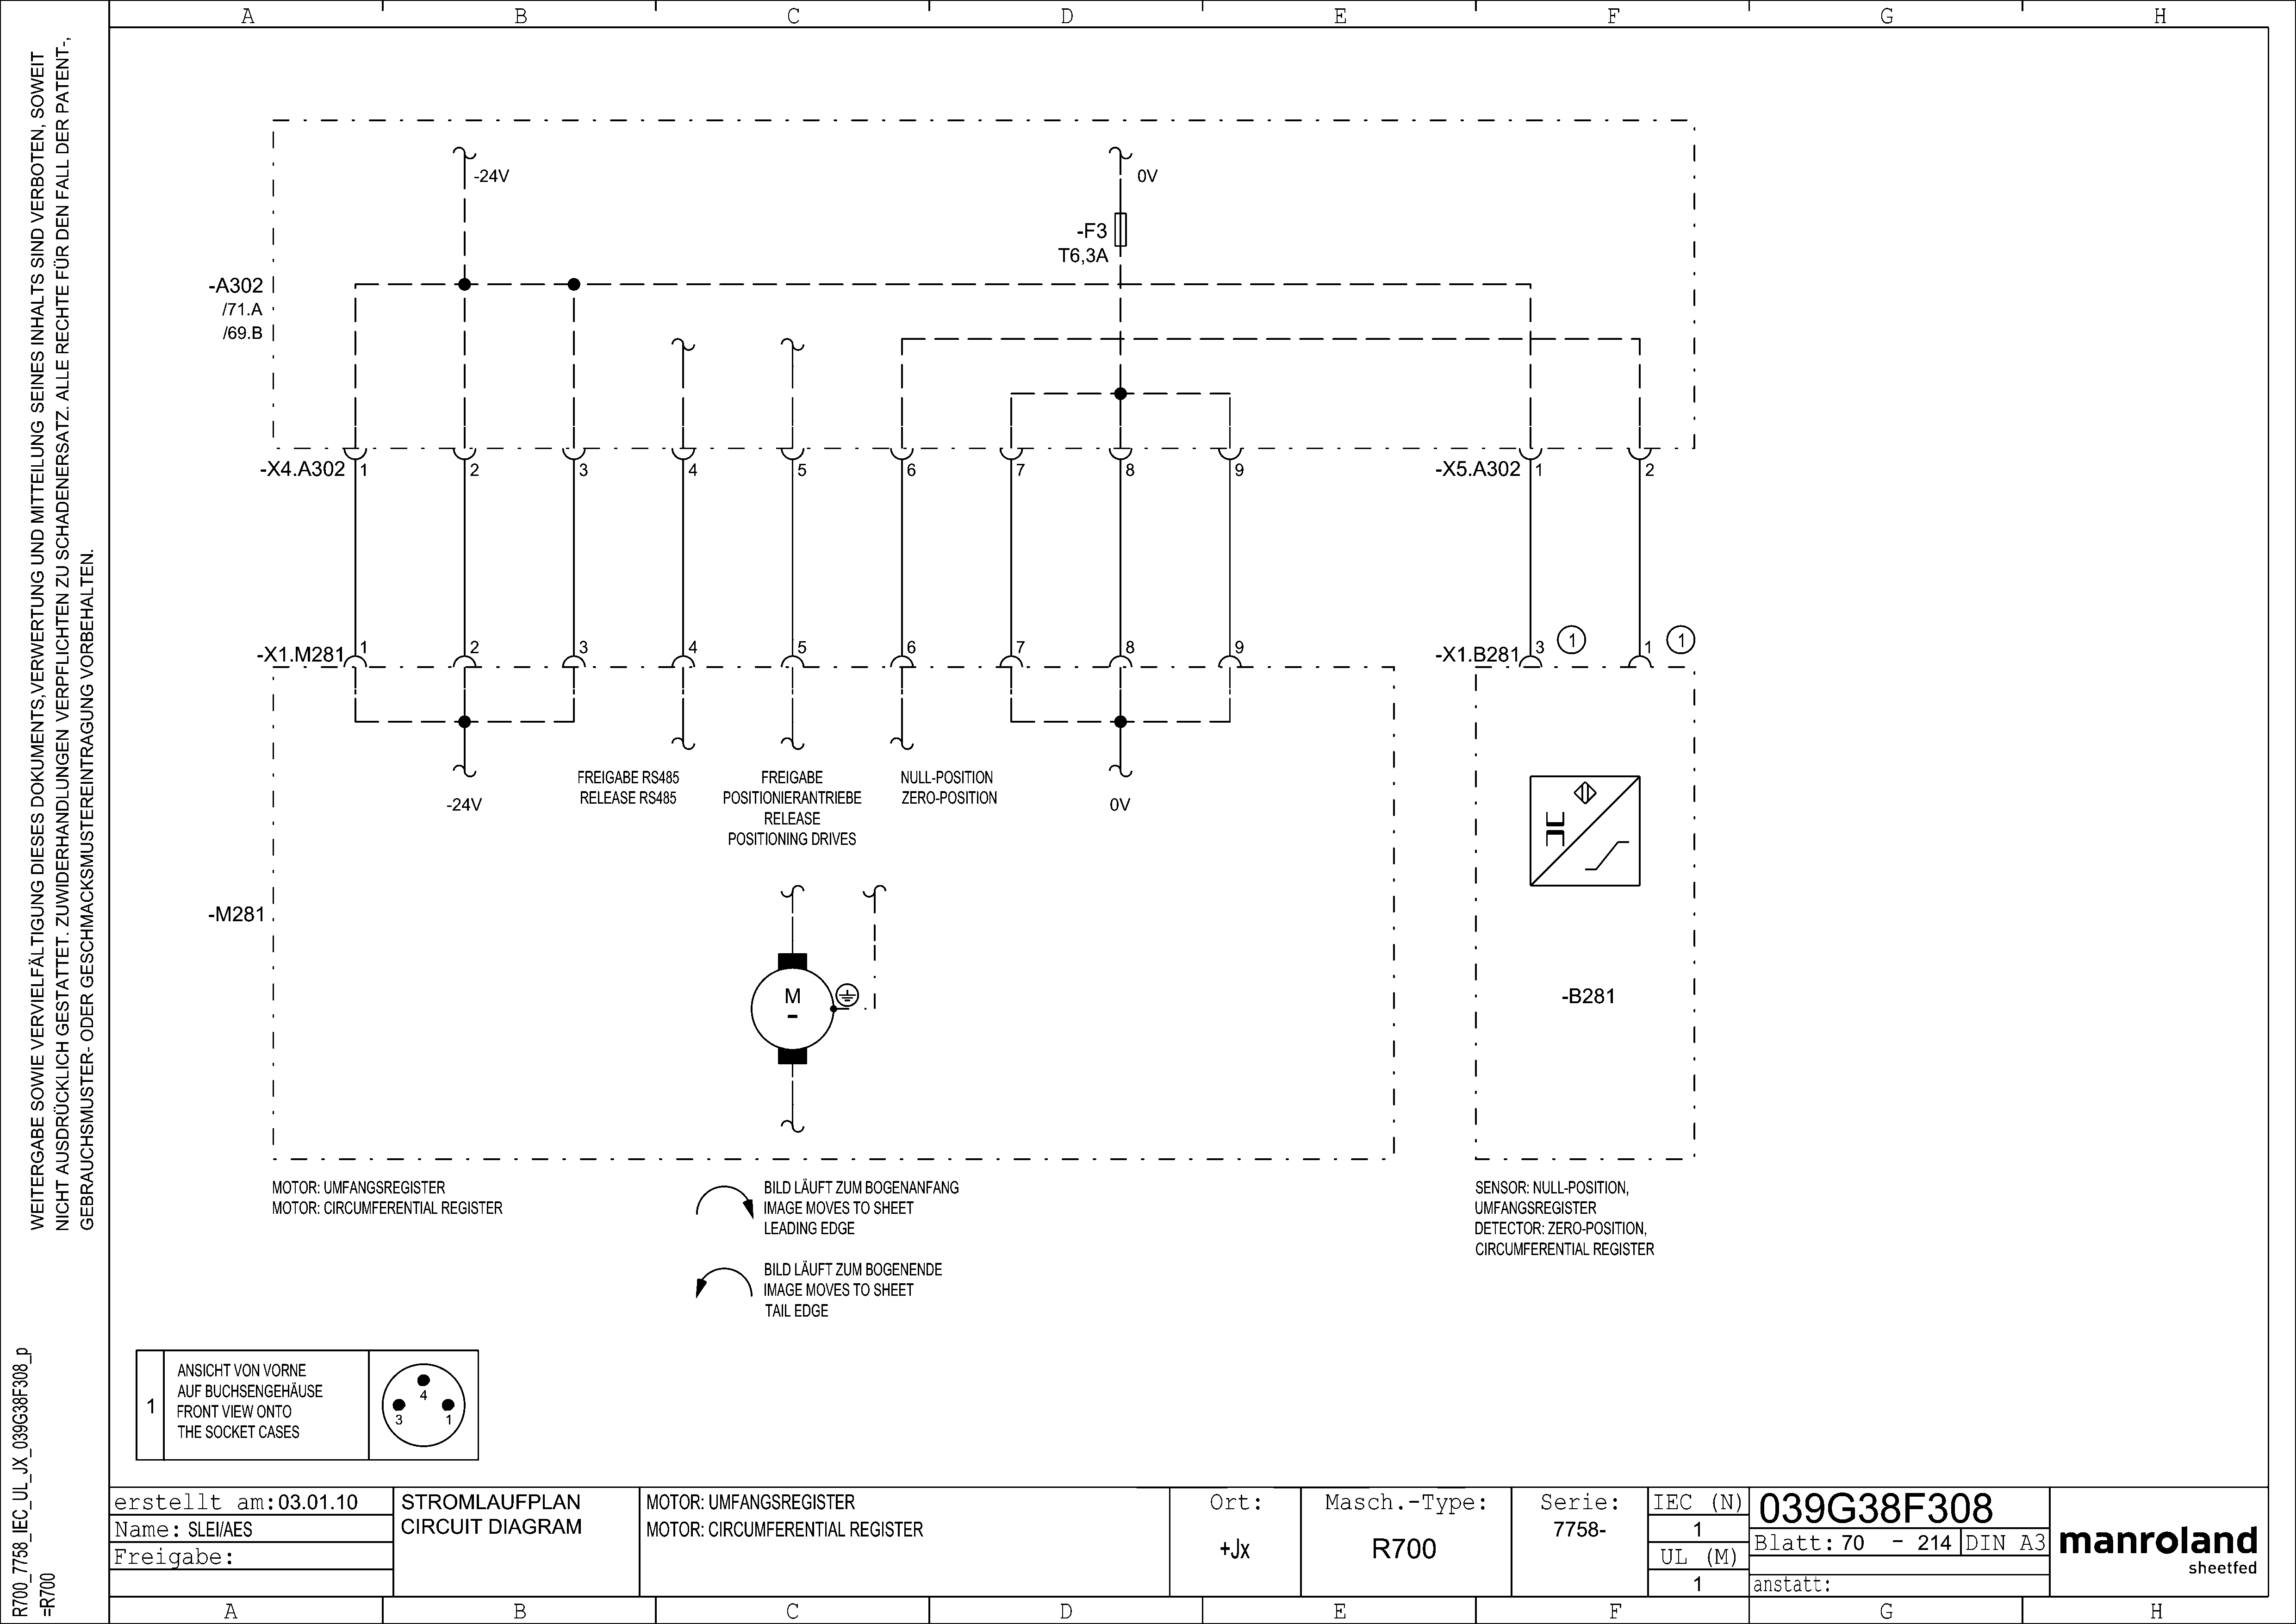 A B C D E F G H
WEITERGABE SOWIE VERVIELFÄLTIGUNG DIESES DOKUMENTS,VERWERTUNG UND MITTEILUNG SEINES INHALTS SIND VERBOTEN, SOWEIT
NICHT AUSDRÜCKLICH GESTATTET. ZUWIDERHANDLUNGEN VERPFLICHTEN ZU SCHADENERSATZ. ALLE RECHTE FÜR DEN FALL DER PATENT-,
GEBRAUCHSMUSTER- ODER GESCHMACKSMUSTEREINTRAGUNG VORBEHALTEN.
-24V
0V
-F3
T6,3A
-A302
/71.A
/69.B
-X4.A302 1 2 3 4 5 6 7 8 9
-X5.A302 1 2
-X1.M281 1 2 3 4 5 6 7 8 9
-X1.B281 3 1 1 1
-24V
FREIGABE RS485
RELEASE RS485
FREIGABE
POSITIONIERANTRIEBE
RELEASE
POSITIONING DRIVES
NULL-POSITION
ZERO-POSITION
0V
-M281
M
-
-B281
MOTOR: UMFANGSREGISTER
MOTOR: CIRCUMFERENTIAL REGISTER
BILD LÄUFT ZUM BOGENANFANG
IMAGE MOVES TO SHEET
LEADING EDGE
BILD LÄUFT ZUM BOGENENDE
IMAGE MOVES TO SHEET
TAIL EDGE
SENSOR: NULL-POSITION,
UMFANGSREGISTER
DETECTOR: ZERO-POSITION,
CIRCUMFERENTIAL REGISTER
1
ANSICHT VON VORNE
AUF BUCHSENGEHÄUSE
FRONT VIEW ONTO
THE SOCKET CASES
4
3 1
R700_7758_IEC_UL_JX_039G38F308_p
=R700
erstellt am: 03.01.10
Name: SLEI/AES
Freigabe:
STROMLAUFPLAN
CIRCUIT DIAGRAM
MOTOR: UMFANGSREGISTER
MOTOR: CIRCUMFERENTIAL REGISTER
Ort:
+Jx
Masch.-Type:
R700
Serie:
7758-
IEC (N)
1
UL (M)
1
039G38F308
Blatt: 70 - 214 DIN A3
anstatt:
manroland
sheetfed
A B C D E F G H